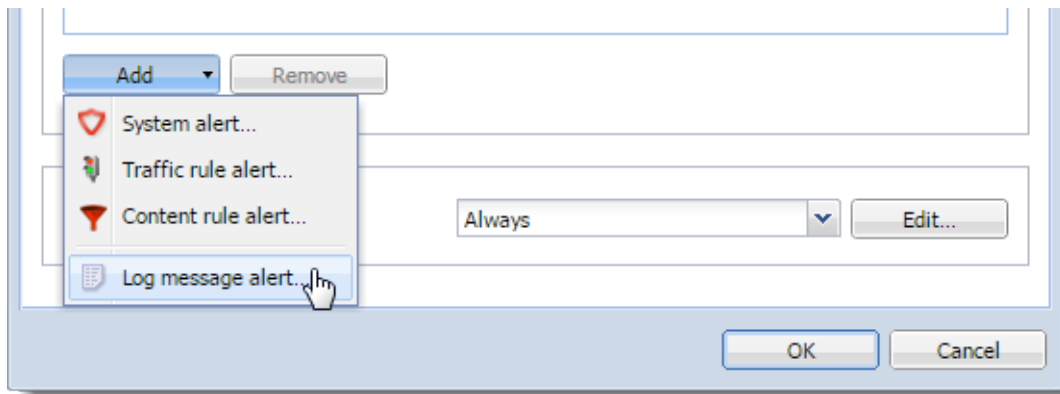 Add
Remove
System alert...
Traffic rule alert...
Content rule alert...
Always
Edit...
Log message alert...
OK
Cancel